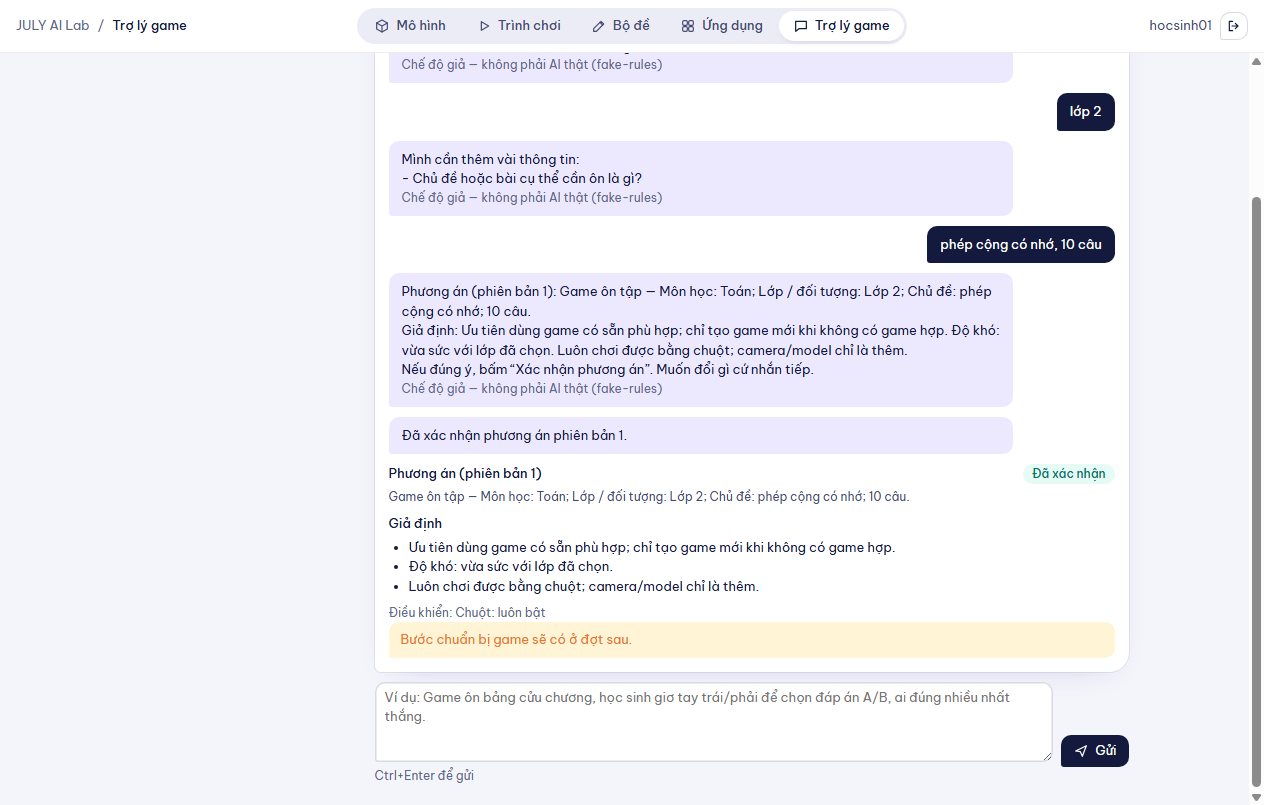 JULY AI Lab / Trợ lý game
Mô hình
Trình chơi
Bộ đề
Ứng dụng
Trợ lý game
hocsinh01
Chế độ giả — không phải AI thật (fake-rules)
lớp 2
Mình cần thêm vài thông tin:
- Chủ đề hoặc bài cụ thể cần ôn là gì?
Chế độ giả — không phải AI thật (fake-rules)
phép cộng có nhớ, 10 câu
Phương án (phiên bản 1): Game ôn tập — Môn học: Toán; Lớp / đối tượng: Lớp 2; Chủ đề: phép
cộng có nhớ; 10 câu.
Giả định: Ưu tiên dùng game có sẵn phù hợp; chỉ tạo game mới khi không có game hợp. Độ khó:
vừa sức với lớp đã chọn. Luôn chơi được bằng chuột; camera/model chỉ là thêm.
Nếu đúng ý, bấm “Xác nhận phương án”. Muốn đổi gì cứ nhắn tiếp.
Chế độ giả — không phải AI thật (fake-rules)
Đã xác nhận phương án phiên bản 1.
Phương án (phiên bản 1)
Đã xác nhận
Game ôn tập — Môn học: Toán; Lớp / đối tượng: Lớp 2; Chủ đề: phép cộng có nhớ; 10 câu.
Giả định
• Ưu tiên dùng game có sẵn phù hợp; chỉ tạo game mới khi không có game hợp.
• Độ khó: vừa sức với lớp đã chọn.
• Luôn chơi được bằng chuột; camera/model chỉ là thêm.
Điều khiển: Chuột: luôn bật
Bước chuẩn bị game sẽ có ở đợt sau.
Ví dụ: Game ôn bảng cửu chương, học sinh giơ tay trái/phải để chọn đáp án A/B, ai đúng nhiều nhất
thắng.
Gửi
Ctrl+Enter để gửi